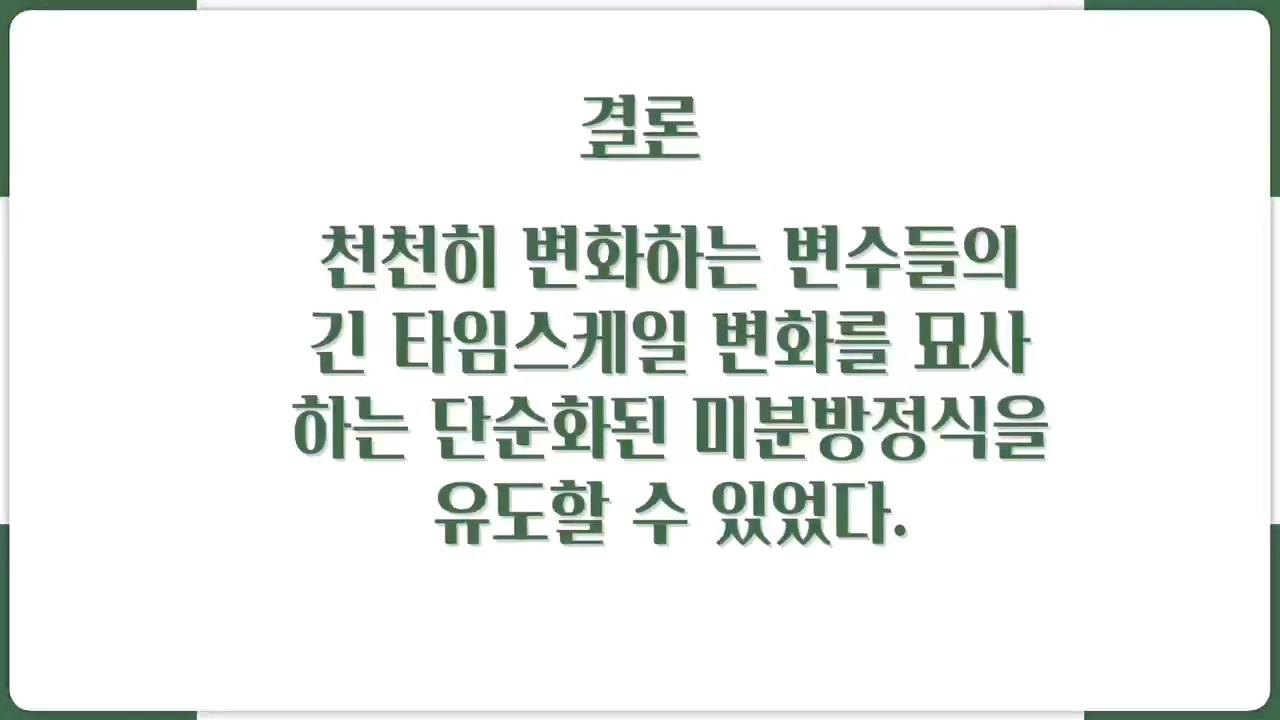 결론
천천히 변화하는 변수들의
긴 타임스케일 변화를 묘사
하는 단순화된 미분방정식을
유도할 수 있었다.